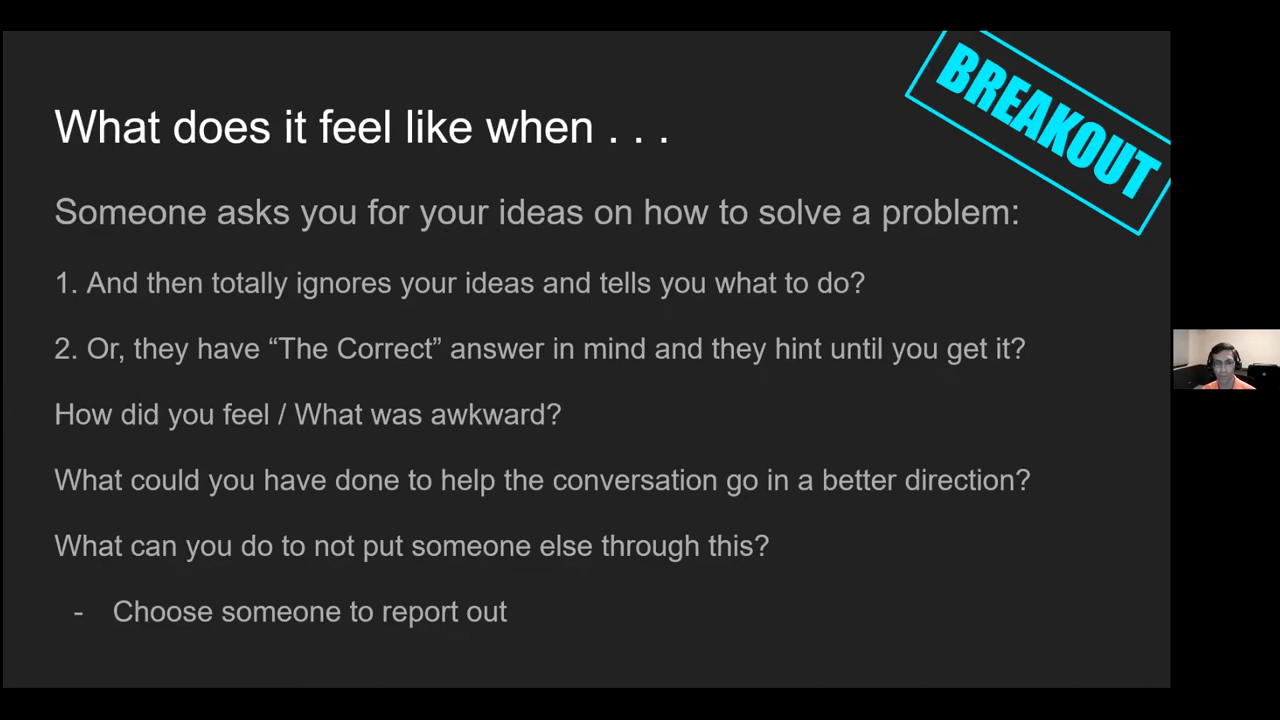 BREAKOUT
What does it feel like when . . .
Someone asks you for your ideas on how to solve a problem:
1. And then totally ignores your ideas and tells you what to do?
2. Or, they have “The Correct” answer in mind and they hint until you get it?
How did you feel / What was awkward?
What could you have done to help the conversation go in a better direction?
What can you do to not put someone else through this?
- Choose someone to report out